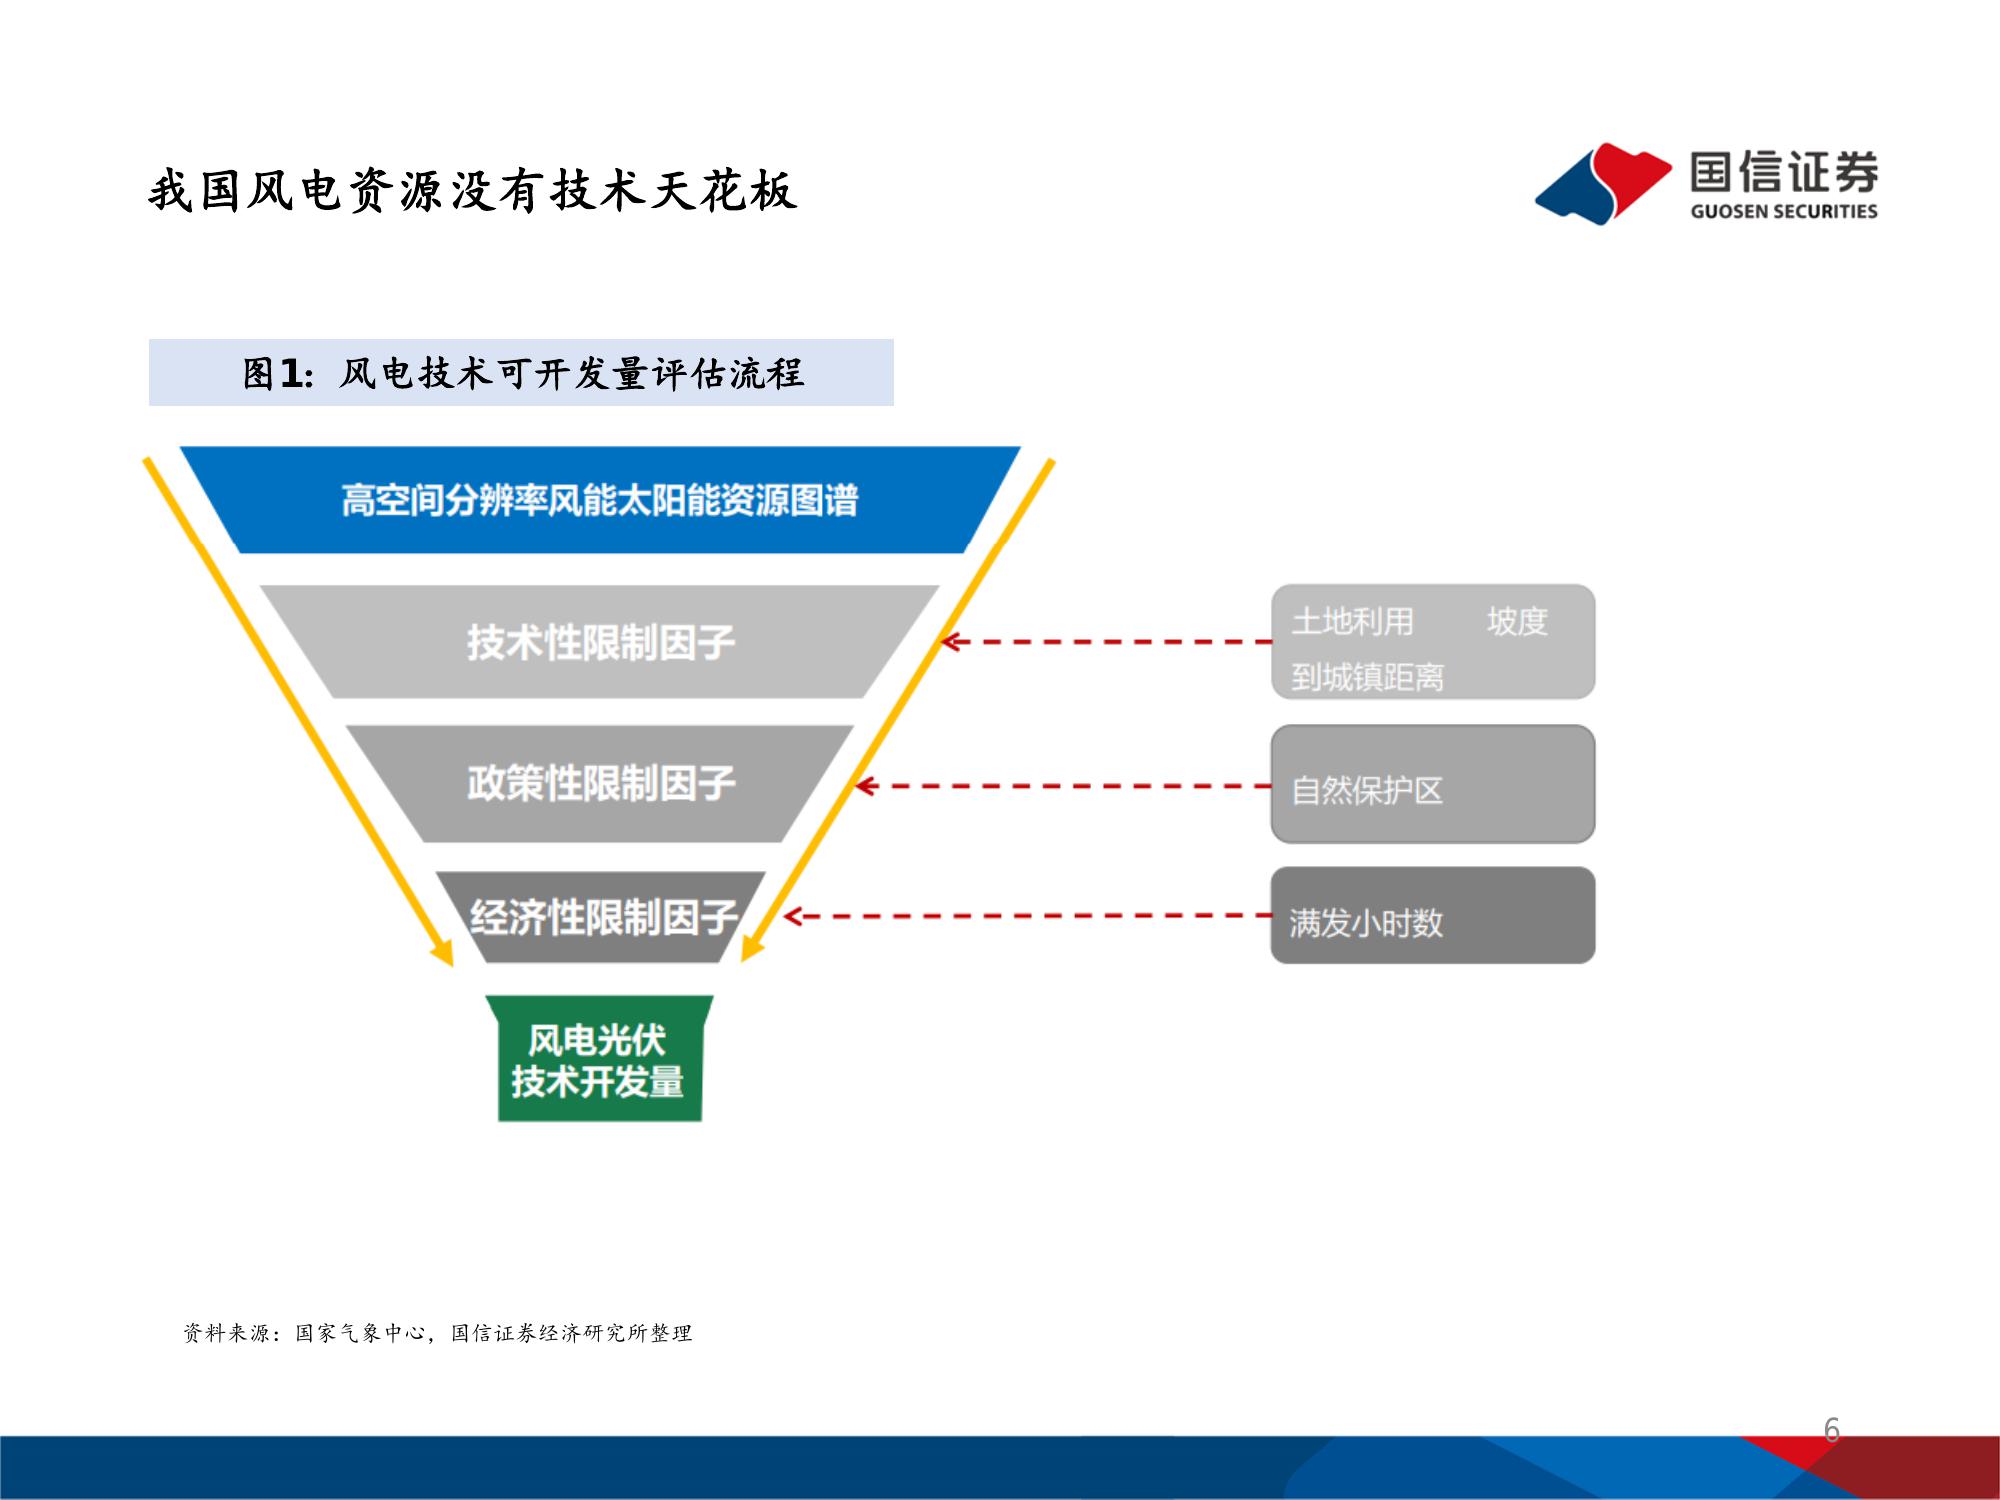 我国风电资源没有技术天花板
国信证券
GUOSEN SECURITIES
图1：风电技术可开发量评估流程
高空间分辨率风能太阳能资源图谱
技术性限制因子
土地利用 坡度
到城镇距离
政策性限制因子
自然保护区
经济性限制因子
满发小时数
风电光伏
技术开发量
资料来源：国家气象中心，国信证券经济研究所整理
6